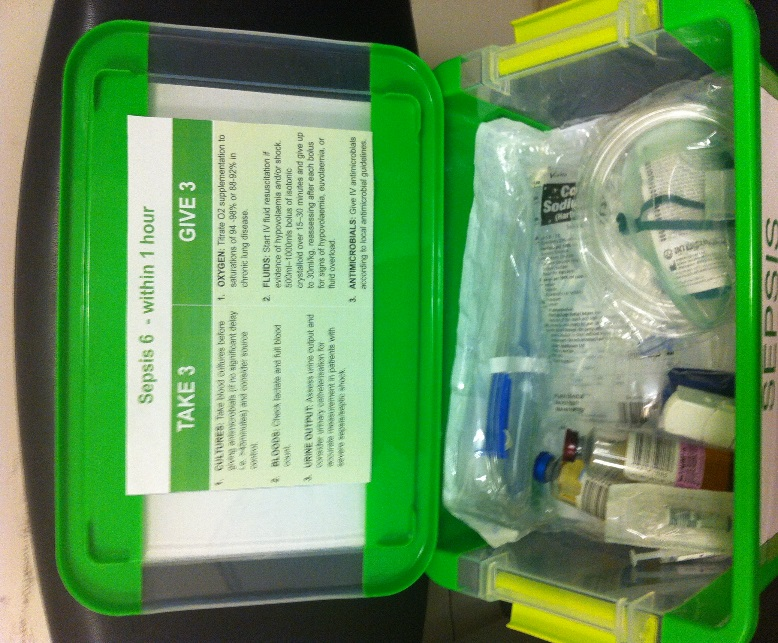 Sepsis 6 - within 1 hour
TAKE 3
1. CULTURES: Take blood cultures before
giving antimicrobials (if no significant delay
i.e. >45minutes) and consider source
control.
2. BLOODS: Check lactate and full blood
count.
3. URINE OUTPUT: Assess urine output and
consider urinary catheterisation for
accurate measurement in patients with
severe sepsis/septic shock.
GIVE 3
1. OXYGEN: Titrate O2 supplementation to
saturations of 94 -98% or 88-92% in
chronic lung disease.
2. FLUIDS: Start IV fluid resuscitation if
evidence of hypovolaemia and/or shock.
500ml-1000mls bolus of isotonic
crystalloid over 15-30 minutes and give up
to 30ml/kg, reassessing after each bolus
for signs of hypovolaemia, euvolaemia, or
fluid overload.
3. ANTIMICROBIALS: Give IV antimicrobials
according to local antimicrobial guidelines.
Co
Sodiu
(Hart
SEPSIS